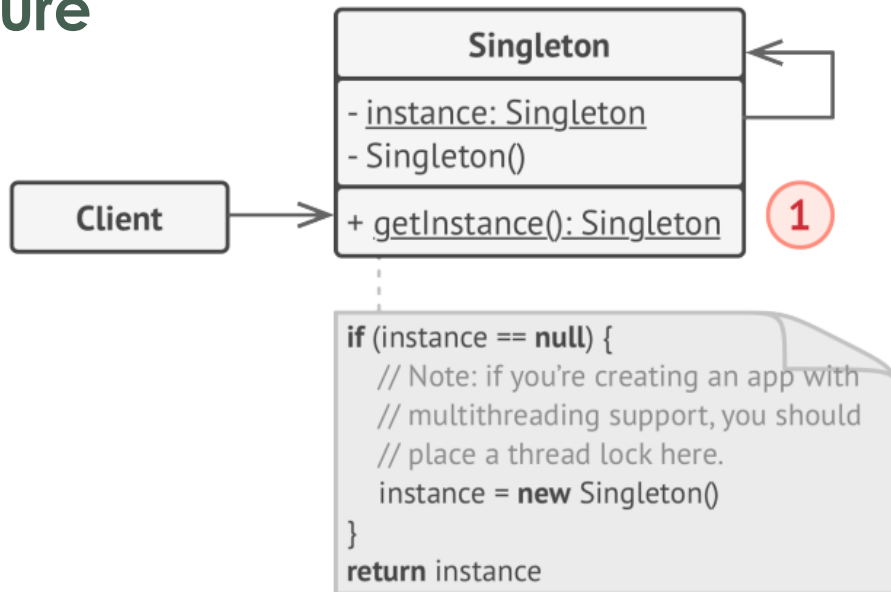 ure
Singleton
- instance: Singleton
- Singleton()
Client
+ getInstance(): Singleton
1
if (instance == null) {
// Note: if you’re creating an app with
// multithreading support, you should
// place a thread lock here.
instance = new Singleton()
}
return instance